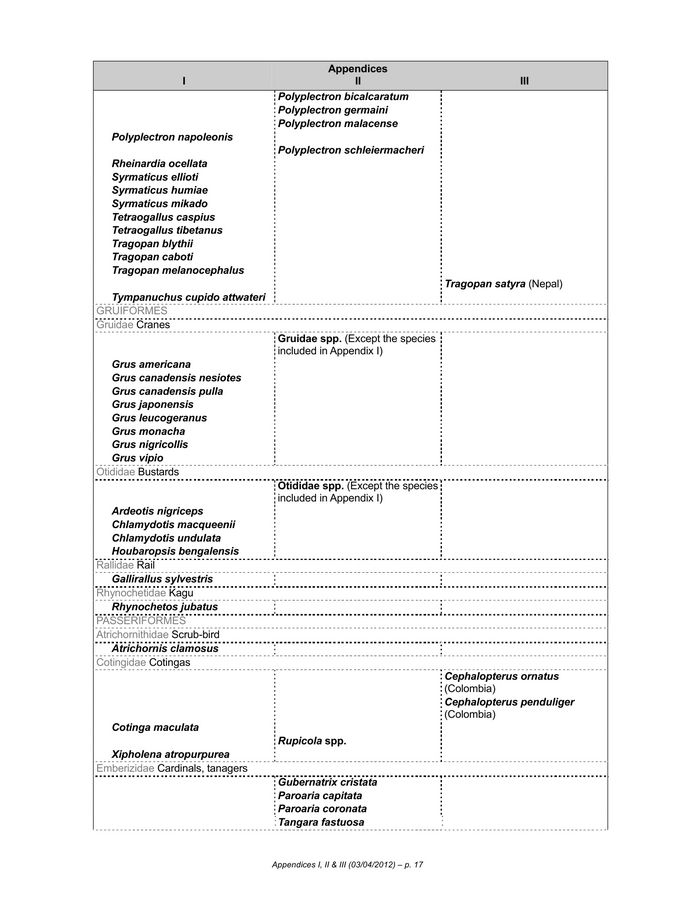 Appendices
I II III
Polyplectron bicalcaratum
Polyplectron germaini
Polyplectron malacense
Polyplectron napoleonis
Polyplectron schleiermacheri
Rheinardia ocellata
Syrmaticus ellioti
Syrmaticus humiae
Syrmaticus mikado
Tetraogallus caspius
Tetraogallus tibetanus
Tragopan blythii
Tragopan caboti
Tragopan melanocephalus
Tragopan satyra (Nepal)
Tympanuchus cupido attwateri
GRUIFORMES
Gruidae Cranes
Gruidae spp. (Except the species
included in Appendix I)
Grus americana
Grus canadensis nesiotes
Grus canadensis pulla
Grus japonensis
Grus leucogeranus
Grus monacha
Grus nigricollis
Grus vipio
Otididae Bustards
Otididae spp. (Except the species
included in Appendix I)
Ardeotis nigriceps
Chlamydotis macqueenii
Chlamydotis undulata
Houbaropsis bengalensis
Rallidae Rail
Gallirallus sylvestris
Rhynochetidae Kagu
Rhynochetos jubatus
PASSERIFORMES
Atrichornithidae Scrub-bird
Atrichornis clamosus
Cotingidae Cotingas
Cephalopterus ornatus
(Colombia)
Cephalopterus penduliger
(Colombia)
Cotinga maculata
Rupicola spp.
Xipholena atropurpurea
Emberizidae Cardinals, tanagers
Gubernatrix cristata
Paroaria capitata
Paroaria coronata
Tangara fastuosa
Appendices I, II & III (03/04/2012) – p. 17